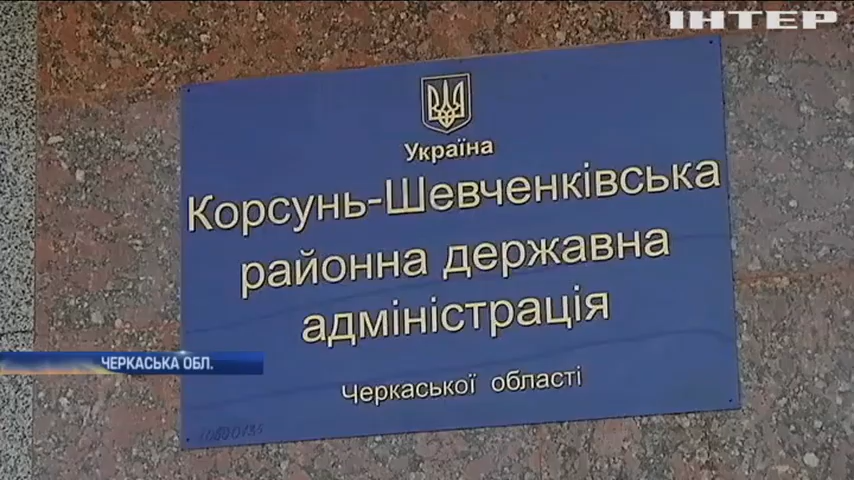 ІНТЕР
Україна
Корсунь-Шевченківська
районна державна
адміністрація
ЧЕРКАСЬКА ОБЛ.
Черкаської області